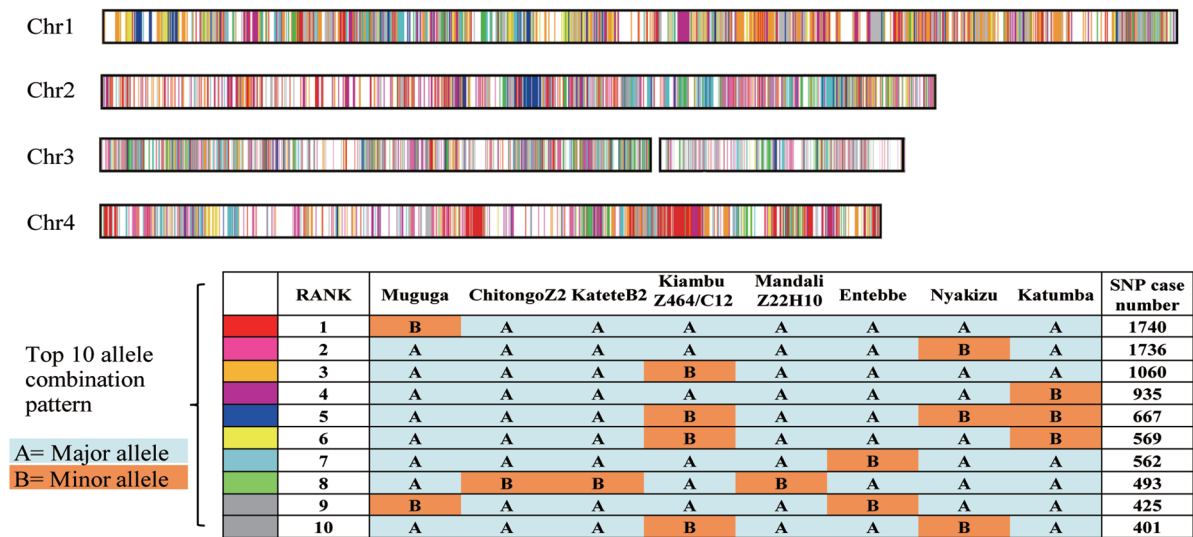 Chr1
Chr2
Chr3
Chr4
RANK Muguga ChitongoZ2 KateteB2 Kiambu Z464/C12 Mandali Z22H10 Entebbe Nyakizu Katumba SNP case number
1 B A A A A A A A 1740
2 A A A A A A B A 1736
3 A A A B A A A A 1060
4 A A A A A A A B 935
5 A A A B A A B B 667
6 A A A B A A A B 569
7 A A A A A B A A 562
8 A B B A B A A A 493
9 B A A A A B A A 425
10 A A A B A A B A 401
Top 10 allele
combination
pattern
A= Major allele
B= Minor allele